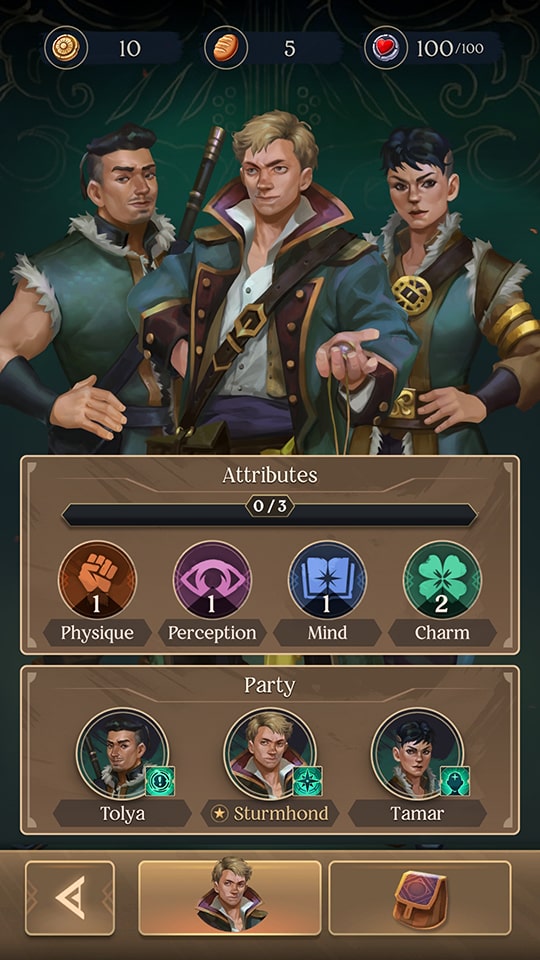 10 5 100/100
Attributes
0/3
1 1 1 2
Physique Perception Mind Charm
Party
Tolya Sturmhond Tamar